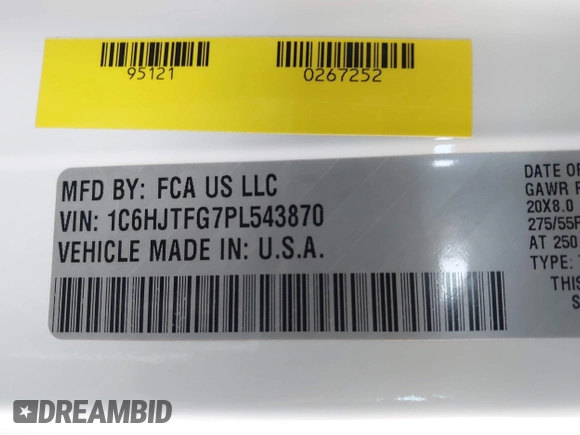 95121
0267252
MFD BY: FCA US LLC
VIN: 1C6HJTFG7PL543870
VEHICLE MADE IN: U.S.A.
DATE OF
GAWR
20X8.0
275/55R
AT 250
TYPE:
THIS
DREAMBID